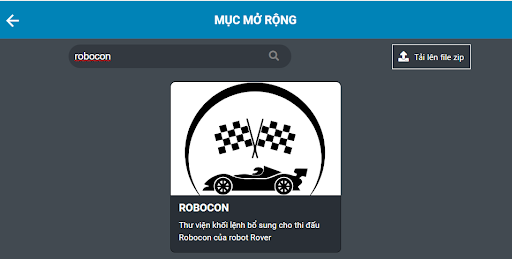 MỤC MỞ RỘNG
robocon
Tải lên file zip
ROBOCON
Thư viện khối lệnh bổ sung cho thi đấu
Robocon của robot Rover